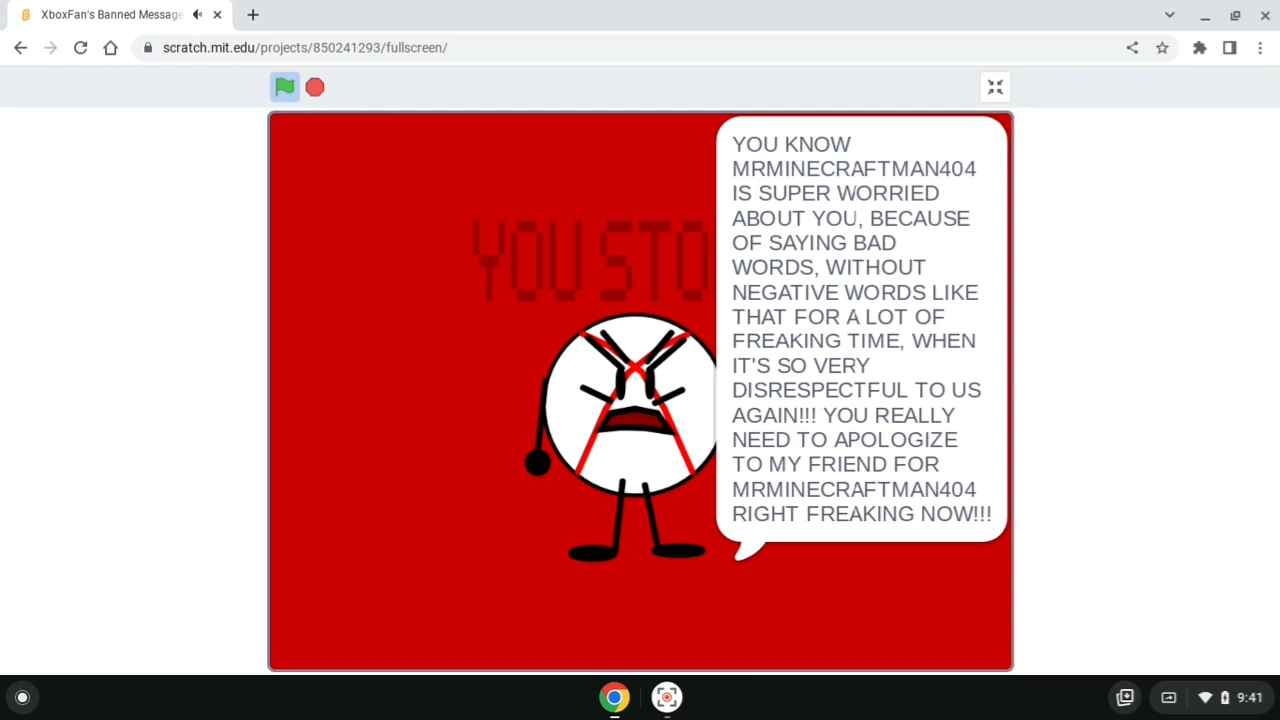 XboxFan's Banned Message
scratch.mit.edu/projects/850241293/fullscreen/
YOU STO
YOU KNOW
MRMINECRAFTMAN404
IS SUPER WORRIED
ABOUT YOU, BECAUSE
OF SAYING BAD
WORDS, WITHOUT
NEGATIVE WORDS LIKE
THAT FOR A LOT OF
FREAKING TIME, WHEN
IT'S SO VERY
DISRESPECTFUL TO US
AGAIN!!! YOU REALLY
NEED TO APOLOGIZE
TO MY FRIEND FOR
MRMINECRAFTMAN404
RIGHT FREAKING NOW!!!
9:41